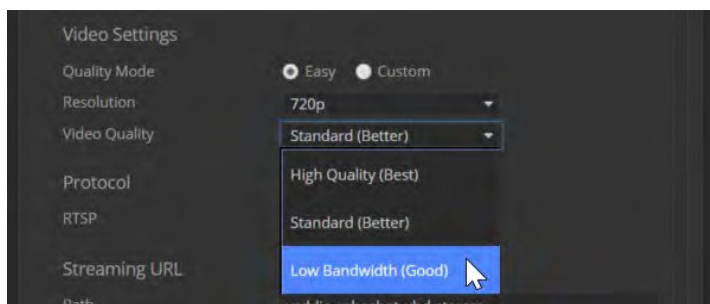 Video Settings
Quality Mode Easy Custom
Resolution 720p
Video Quality Standard (Better)
High Quality (Best)
Protocol
RTSP Standard (Better)
Streaming URL Low Bandwidth (Good)